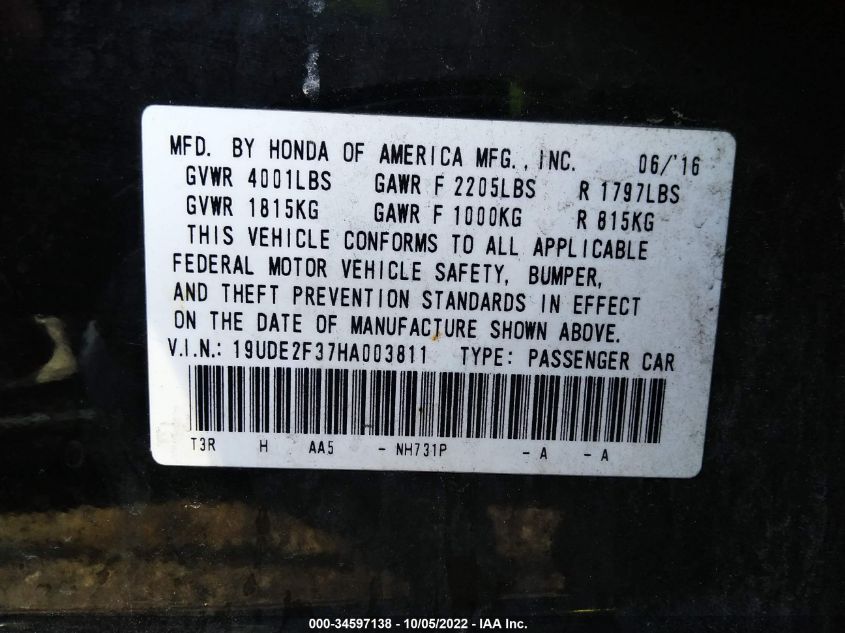 MFD. BY HONDA OF AMERICA MFG., INC. 06/'16
GVWR 4001LBS GAWR F 2205LBS R 1797LBS
GVWR 1815KG GAWR F 1000KG R 815KG
THIS VEHICLE CONFORMS TO ALL APPLICABLE
FEDERAL MOTOR VEHICLE SAFETY, BUMPER,
AND THEFT PREVENTION STANDARDS IN EFFECT
ON THE DATE OF MANUFACTURE SHOWN ABOVE.
V.I.N.: 19UDE2F37HA003811 TYPE: PASSENGER CAR
T3R H AA5 - NH731P - A - A
000-34597138 - 10/05/2022 - IAA Inc.